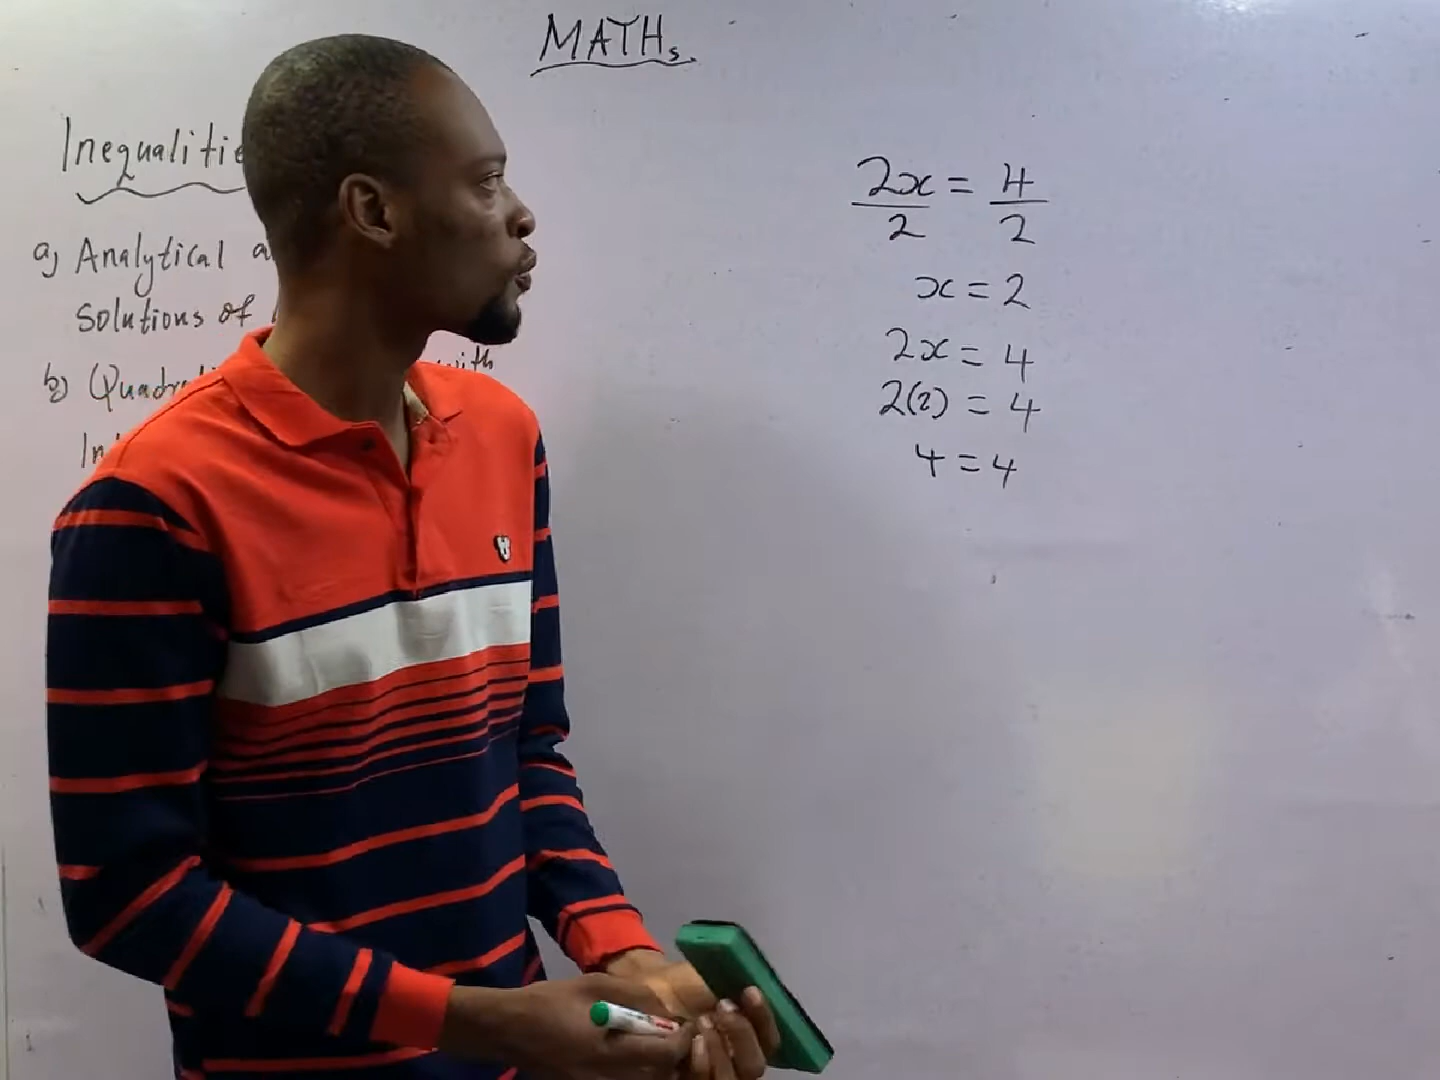 MATHs.
Inequalitie
a) Analytical a
Solutions of
b) Quadr with
In
2x = 4
2 2
x = 2
2x = 4
2(2) = 4
4 = 4